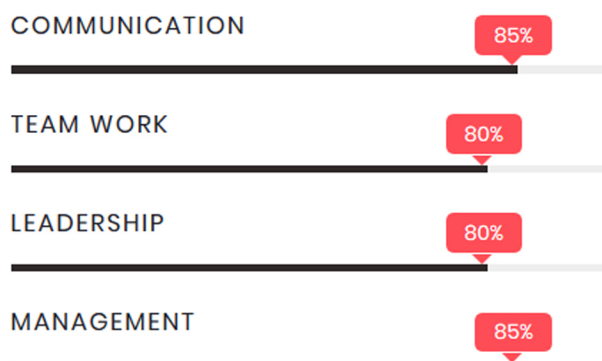 COMMUNICATION
85%
TEAM WORK
80%
LEADERSHIP
80%
MANAGEMENT
85%